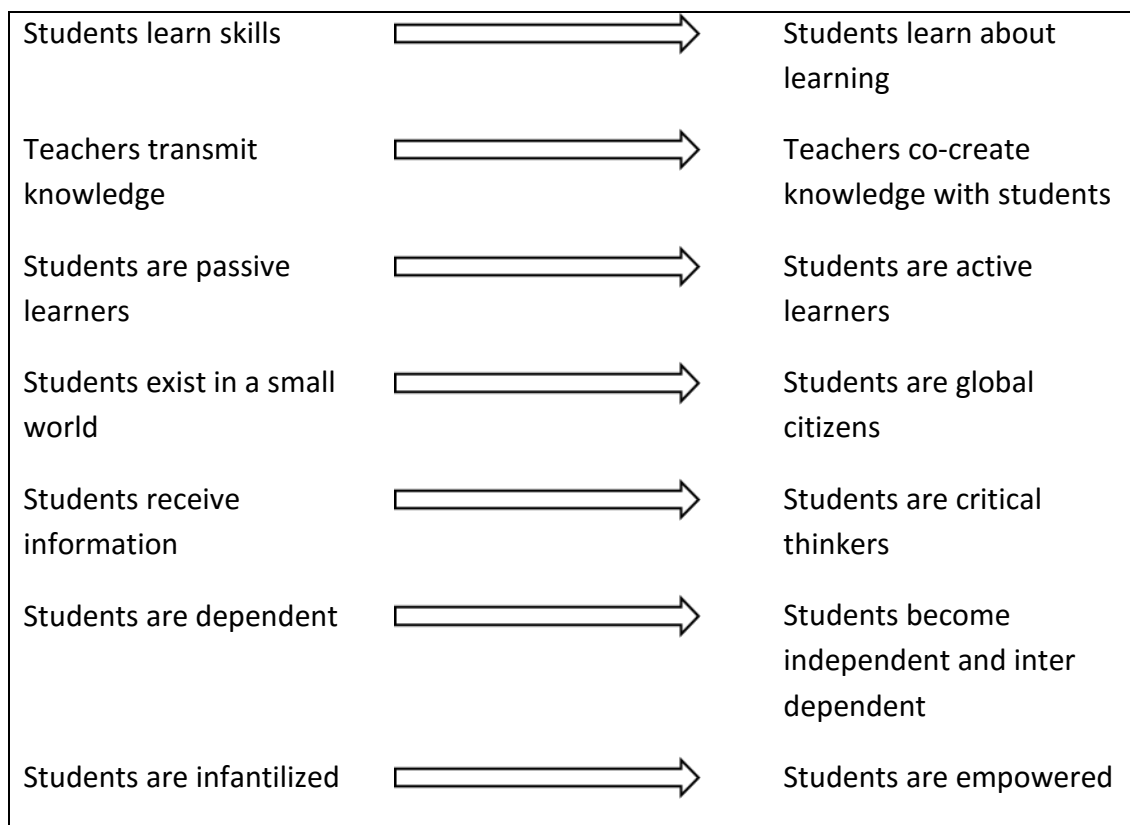 Students learn skills
Students learn about
learning
Teachers transmit
knowledge
Teachers co-create
knowledge with students
Students are passive
learners
Students are active
learners
Students exist in a small
world
Students are global
citizens
Students receive
information
Students are critical
thinkers
Students are dependent
Students become
independent and inter
dependent
Students are infantilized
Students are empowered